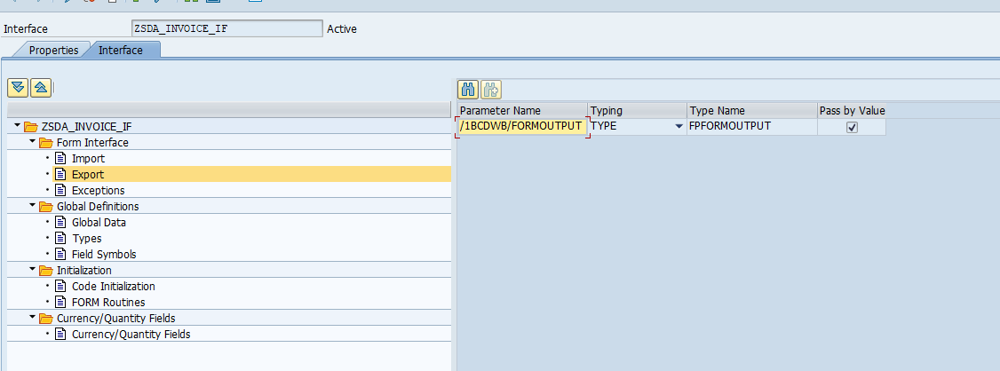 Interface ZSDA_INVOICE_IF Active
Properties Interface
Parameter Name Typing Type Name Pass by Value
/1BCDWB/FORMOUTPUT TYPE FPFORMOUTPUT
ZSDA_INVOICE_IF
Form Interface
Import
Export
Exceptions
Global Definitions
Global Data
Types
Field Symbols
Initialization
Code Initialization
FORM Routines
Currency/Quantity Fields
Currency/Quantity Fields